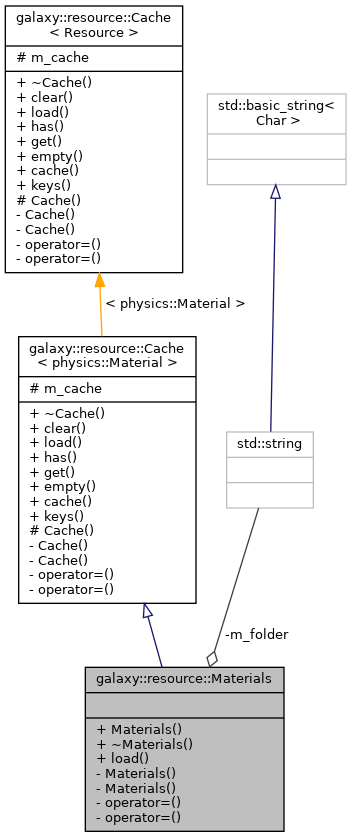 galaxy::resource::Cache
< Resource >
# m_cache
+ ~Cache()
+ clear()
+ load()
+ has()
+ get()
+ empty()
+ cache()
+ keys()
# Cache()
- Cache()
- Cache()
- operator=()
- operator=()
std::basic_string<
Char >
< physics::Material >
galaxy::resource::Cache
< physics::Material >
# m_cache
+ ~Cache()
+ clear()
+ load()
+ has()
+ get()
+ empty()
+ cache()
+ keys()
# Cache()
- Cache()
- Cache()
- operator=()
- operator=()
std::string
-m_folder
galaxy::resource::Materials
+ Materials()
+ ~Materials()
+ load()
- Materials()
- Materials()
- operator=()
- operator=()